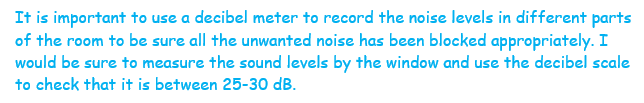 It is important to use a decibel meter to record the noise levels in different parts
of the room to be sure all the unwanted noise has been blocked appropriately. I
would be sure to measure the sound levels by the window and use the decibel scale
to check that it is between 25-30 dB.